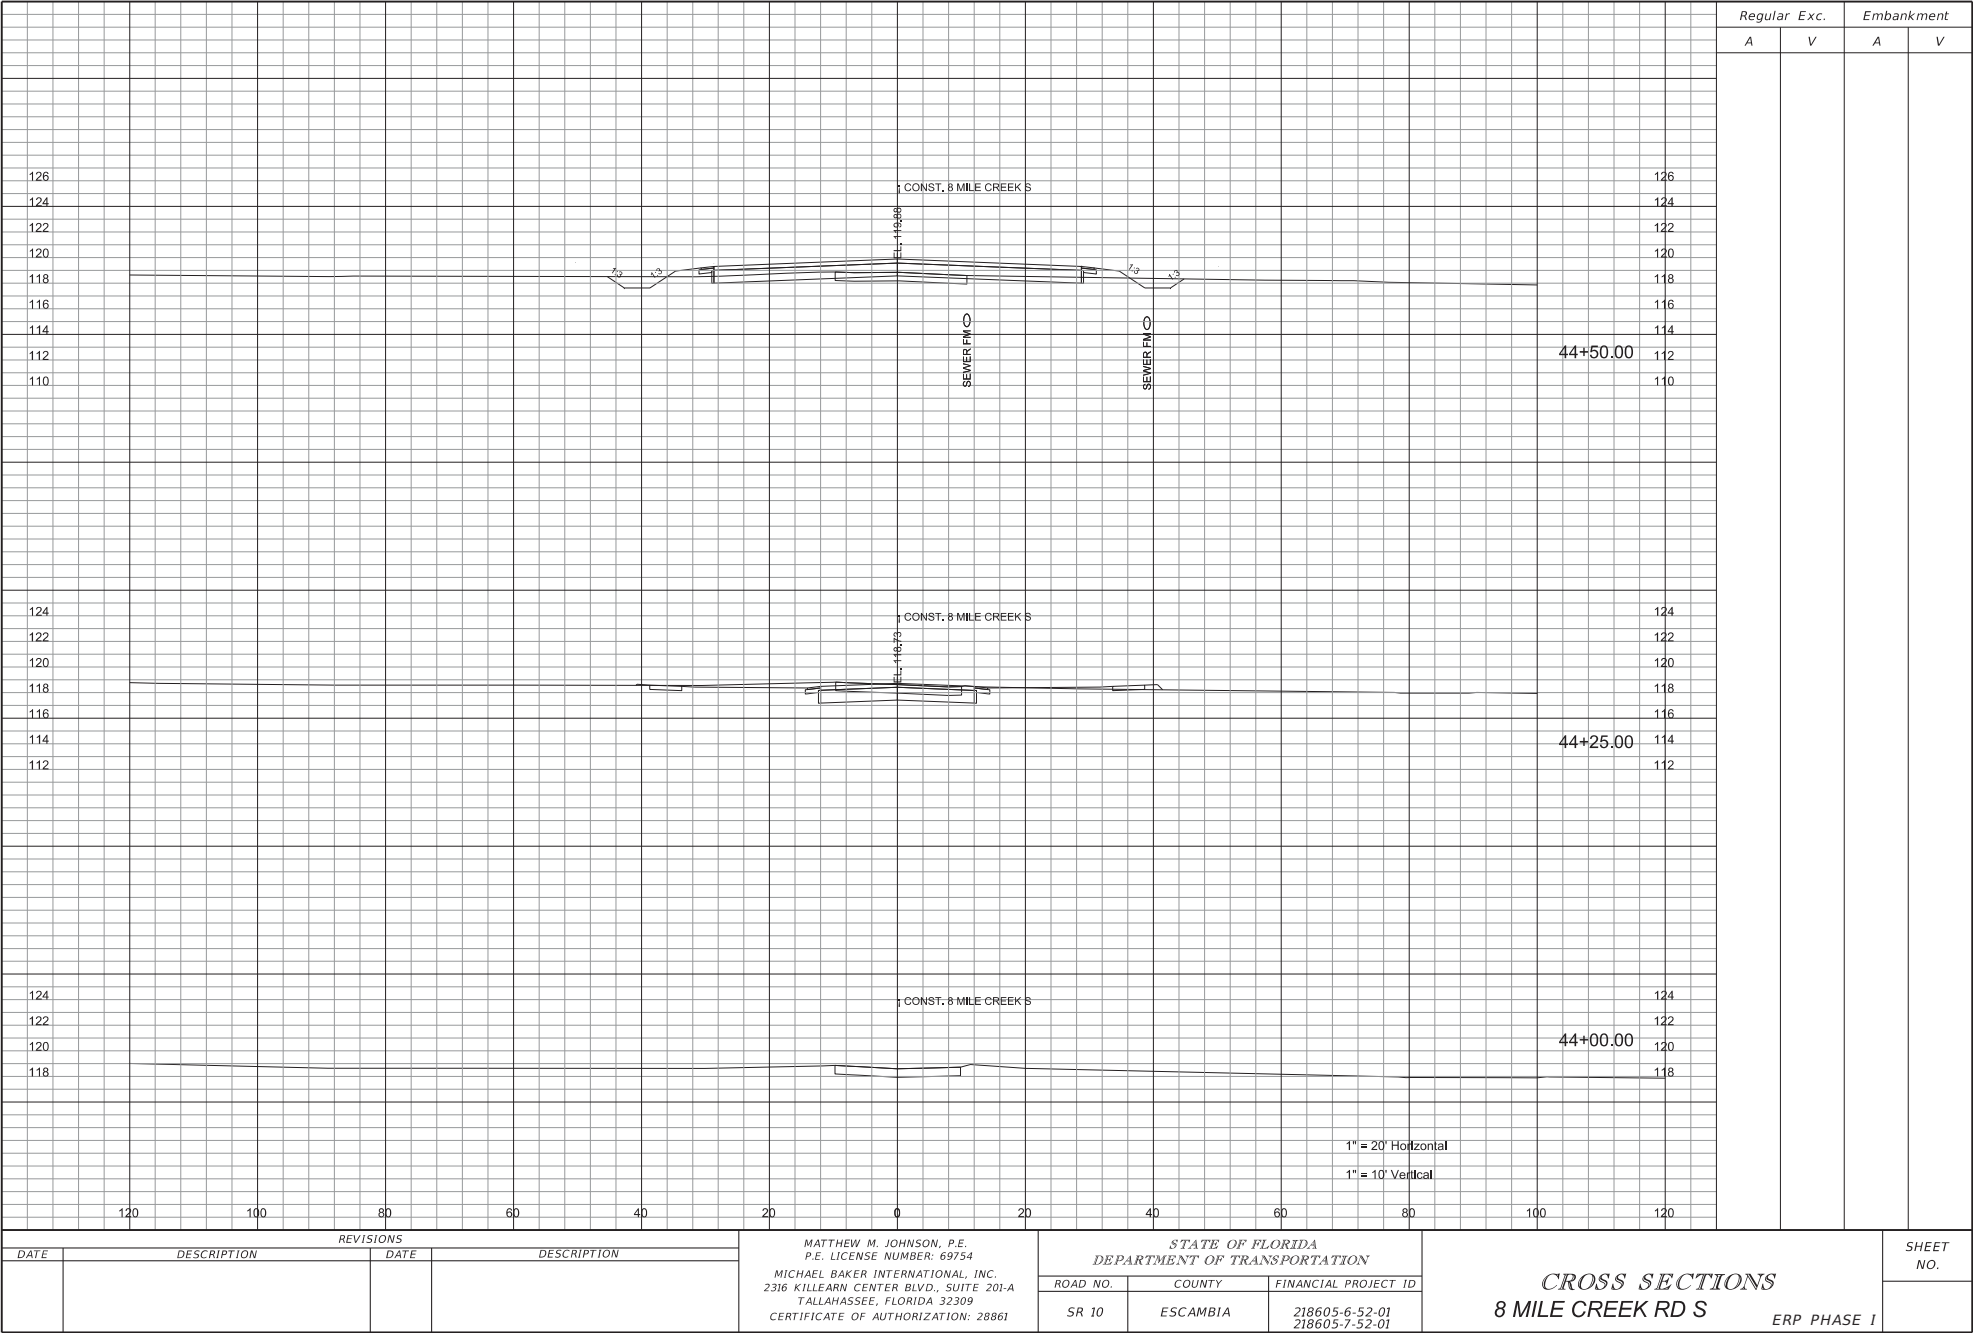 Regular Exc. Embankment
A V A V
126 126
CONST. 8 MILE CREEK S
124 124
EL. 119.88
122 122
120 120
1:3 1:3 1:3 1:3
118 118
116 116
114 114
SEWER FM SEWER FM
44+50.00
112 112
110 110
124 124
CONST. 8 MILE CREEK S
122 122
EL. 118.73
120 120
118 118
116 116
114 44+25.00 114
112 112
124 124
CONST. 8 MILE CREEK S
122 122
44+00.00
120 120
118 118
1" = 20' Horizontal
1" = 10' Vertical
120 100 80 60 40 20 0 20 40 60 80 100 120
REVISIONS
DATE DESCRIPTION DATE DESCRIPTION
MATTHEW M. JOHNSON, P.E.
P.E. LICENSE NUMBER: 69754
MICHAEL BAKER INTERNATIONAL, INC.
2316 KILLEARN CENTER BLVD., SUITE 201-A
TALLAHASSEE, FLORIDA 32309
CERTIFICATE OF AUTHORIZATION: 28861
STATE OF FLORIDA
DEPARTMENT OF TRANSPORTATION
ROAD NO. COUNTY FINANCIAL PROJECT ID
SR 10 ESCAMBIA 218605-6-52-01
218605-7-52-01
CROSS SECTIONS
8 MILE CREEK RD S
ERP PHASE I
SHEET
NO.